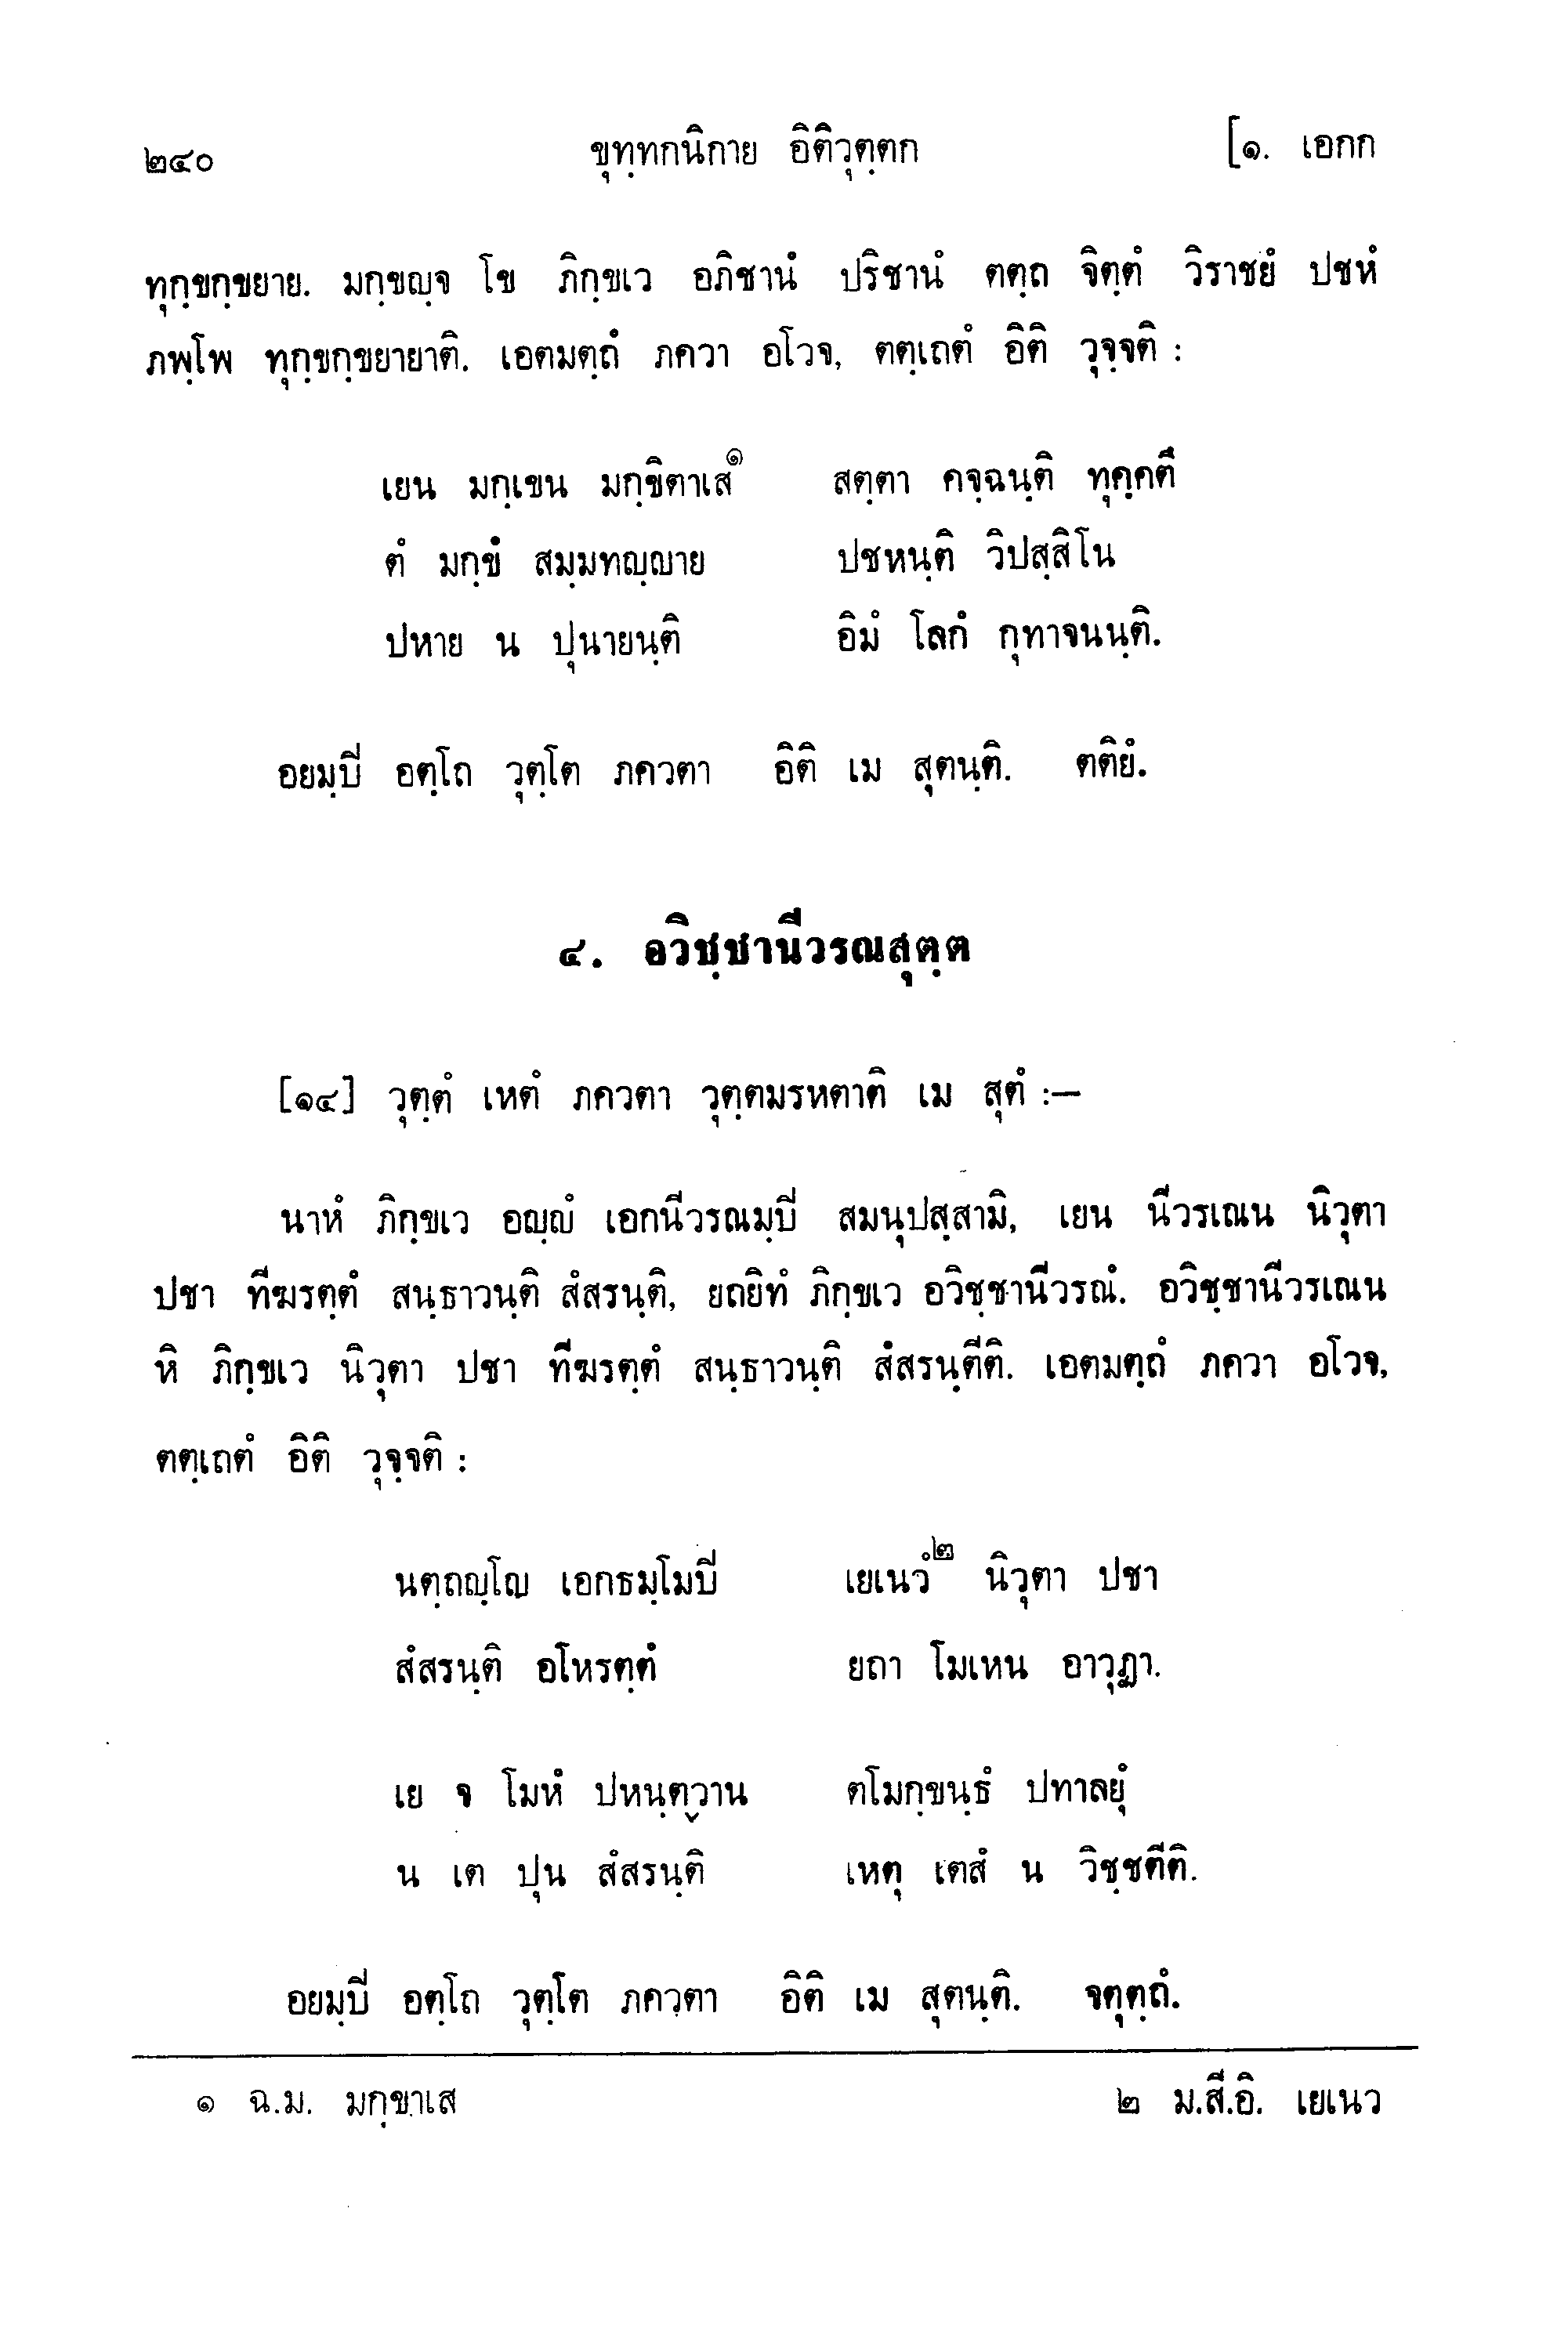 ๒๔๐ ขุทฺทกนิกาย อิติวุตฺตก [๑. เอกก
ทุกฺขกฺขยาย. มกฺขญฺจ โข ภิกฺขเว อภิชานํ ปริชานํ ตตฺถ จิตฺตํ วิราชยํ ปชหํ
ภพฺโพ ทุกฺขกฺขยายาติ. เอตมตฺถํ ภควา อโวจ, ตตฺเถตํ อิติ วุจฺจติ :
เยน มกฺเขน มกฺขิตาเส๑ สตฺตา คจฺฉนฺติ ทุคฺคตึ
ตํ มกฺขํ สมฺมทญฺญาย ปชหนฺติ วิปสฺสิโน
ปหาย น ปุนายนฺติ อิมํ โลกํ กุทาจนนฺติ.
อยมฺปิ อตฺโถ วุตฺโต ภควตา อิติ เม สุตนฺติ. ตติยํ.
๔. อวิชฺชานีวรณสุตฺต
[๑๔] วุตฺตํ เหตํ ภควตา วุตฺตมรหตาติ เม สุตํ :—
นาหํ ภิกฺขเว อญฺญํ เอกนีวรณมฺปิ สมนุปสฺสามิ, เยน นีวรเณน นิวุตา
ปชา ทีฆรตฺตํ สนฺธาวนฺติ สํสรนฺติ, ยถยิทํ ภิกฺขเว อวิชฺชานีวรณํ. อวิชฺชานีวรเณน
หิ ภิกฺขเว นิวุตา ปชา ทีฆรตฺตํ สนฺธาวนฺติ สํสรนฺตีติ. เอตมตฺถํ ภควา อโวจ,
ตตฺเถตํ อิติ วุจฺจติ :
นตฺถญฺโญ เอกธมฺโมปิ เยเนวํ๒ นิวุตา ปชา
สํสรนฺติ อโหรตฺตํ ยถา โมเหน อาวุฏา.
เย จ โมหํ ปหนฺตฺวาน ตโมกฺขนฺธํ ปทาลยุํ
น เต ปุน สํสรนฺติ เหตุ เตสํ น วิชฺชตีติ.
อยมฺปิ อตฺโถ วุตฺโต ภควตา อิติ เม สุตนฺติ. จตุตฺถํ.
๑ ฉ.ม. มกฺขาเส ๒ ม.สี.อิ. เยเนว